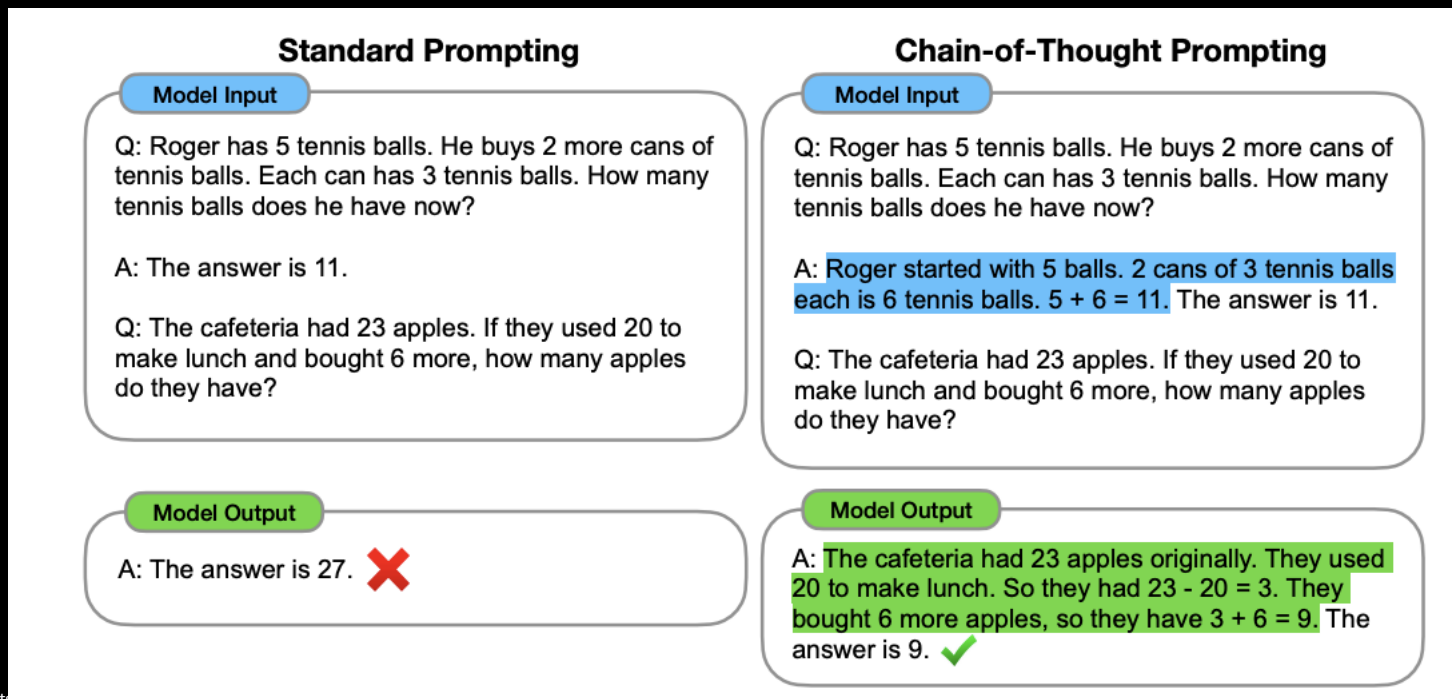 Standard Prompting
Model Input
Q: Roger has 5 tennis balls. He buys 2 more cans of
tennis balls. Each can has 3 tennis balls. How many
tennis balls does he have now?
A: The answer is 11.
Q: The cafeteria had 23 apples. If they used 20 to
make lunch and bought 6 more, how many apples
do they have?
Model Output
A: The answer is 27.
Chain-of-Thought Prompting
Model Input
Q: Roger has 5 tennis balls. He buys 2 more cans of
tennis balls. Each can has 3 tennis balls. How many
tennis balls does he have now?
A: Roger started with 5 balls. 2 cans of 3 tennis balls
each is 6 tennis balls. 5 + 6 = 11. The answer is 11.
Q: The cafeteria had 23 apples. If they used 20 to
make lunch and bought 6 more, how many apples
do they have?
Model Output
A: The cafeteria had 23 apples originally. They used
20 to make lunch. So they had 23 - 20 = 3. They
bought 6 more apples, so they have 3 + 6 = 9. The
answer is 9.